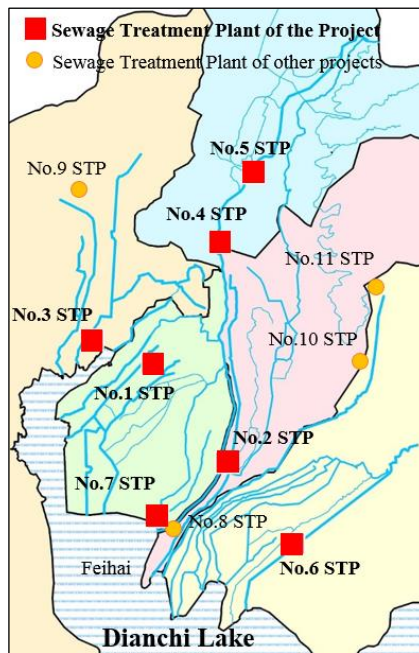 Sewage Treatment Plant of the Project
Sewage Treatment Plant of other projects
No.5 STP
No.9 STP
No.4 STP
No.11 STP
No.3 STP
No.10 STP
No.1 STP
No.2 STP
No.7 STP
No.8 STP
Feihai
No.6 STP
Dianchi Lake